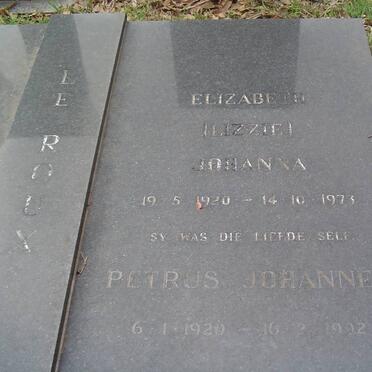 LE ROUX
ELIZABETH
(LIZZIE)
JOHANNA
19 5 1920 - 14 10 1973
SY WAS DIE LIEFDE SELF
PETRUS JOHANNE
6 1 1920 - 16 2 1992